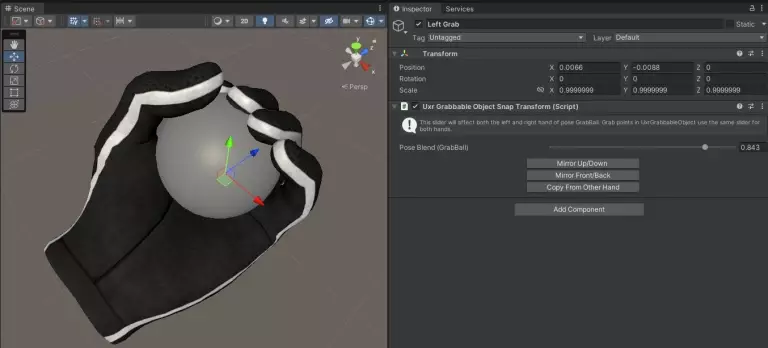 Scene
2D
y
z
Persp
Inspector
Services
Left Grab
Static
Tag
Untagged
Layer
Default
Transform
Position
X
0.0066
Y
-0.0088
Z
0
Rotation
X
0
Y
0
Z
0
Scale
X
0.9999999
Y
0.9999999
Z
0.9999999
Uxr Grabbable Object Snap Transform (Script)
This slider will affect both the left and right hand of pose GrabBall. Grab points in UxrGrabbableObject use the same slider for
both hands.
Pose Blend (GrabBall)
0.843
Mirror Up/Down
Mirror Front/Back
Copy From Other Hand
Add Component